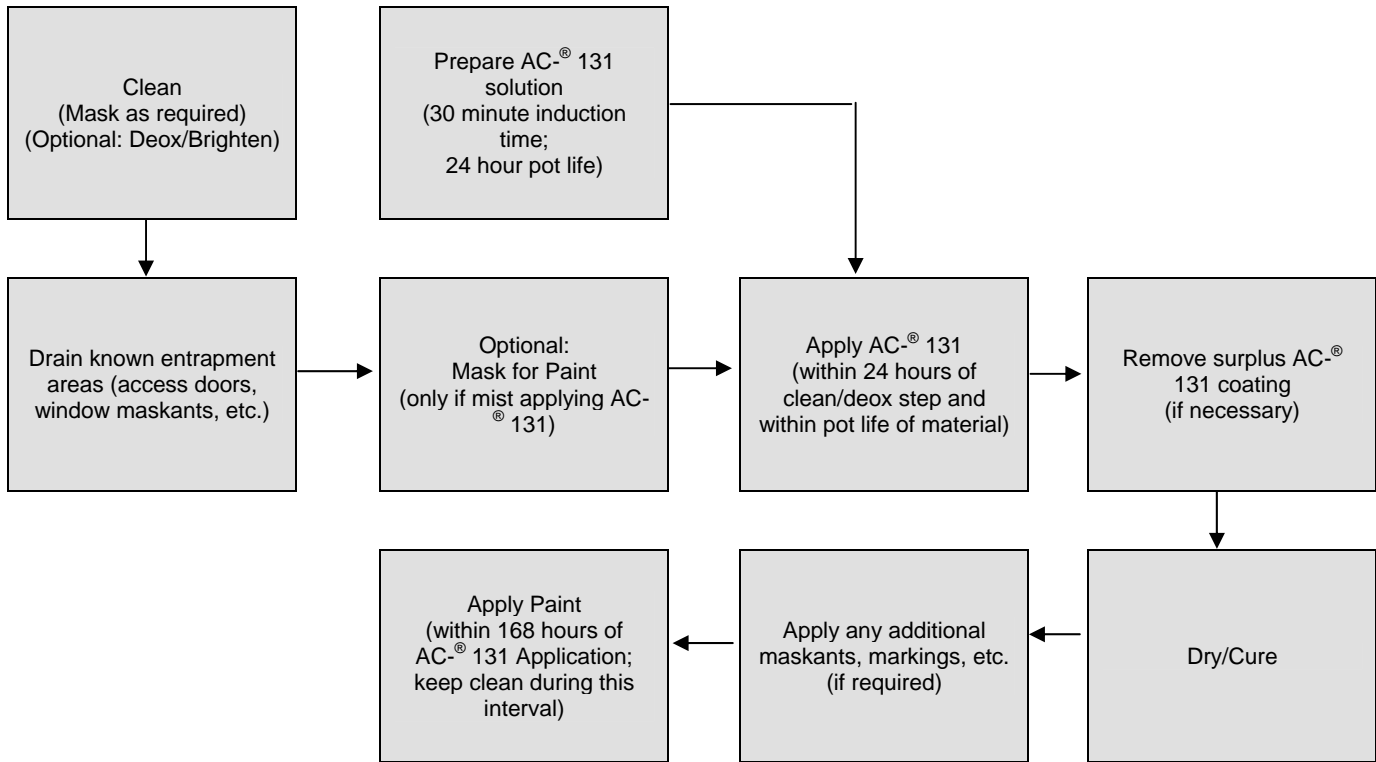 Clean
(Mask as required)
(Optional: Deox/Brighten)
Prepare AC-® 131
solution
(30 minute induction
time;
24 hour pot life)
Drain known entrapment
areas (access doors,
window maskants, etc.)
Optional:
Mask for Paint
(only if mist applying AC-
® 131)
Apply AC-® 131
(within 24 hours of
clean/deox step and
within pot life of material)
Remove surplus AC-®
131 coating
(if necessary)
Apply Paint
(within 168 hours of
AC-® 131 Application;
keep clean during this
interval)
Apply any additional
maskants, markings, etc.
(if required)
Dry/Cure